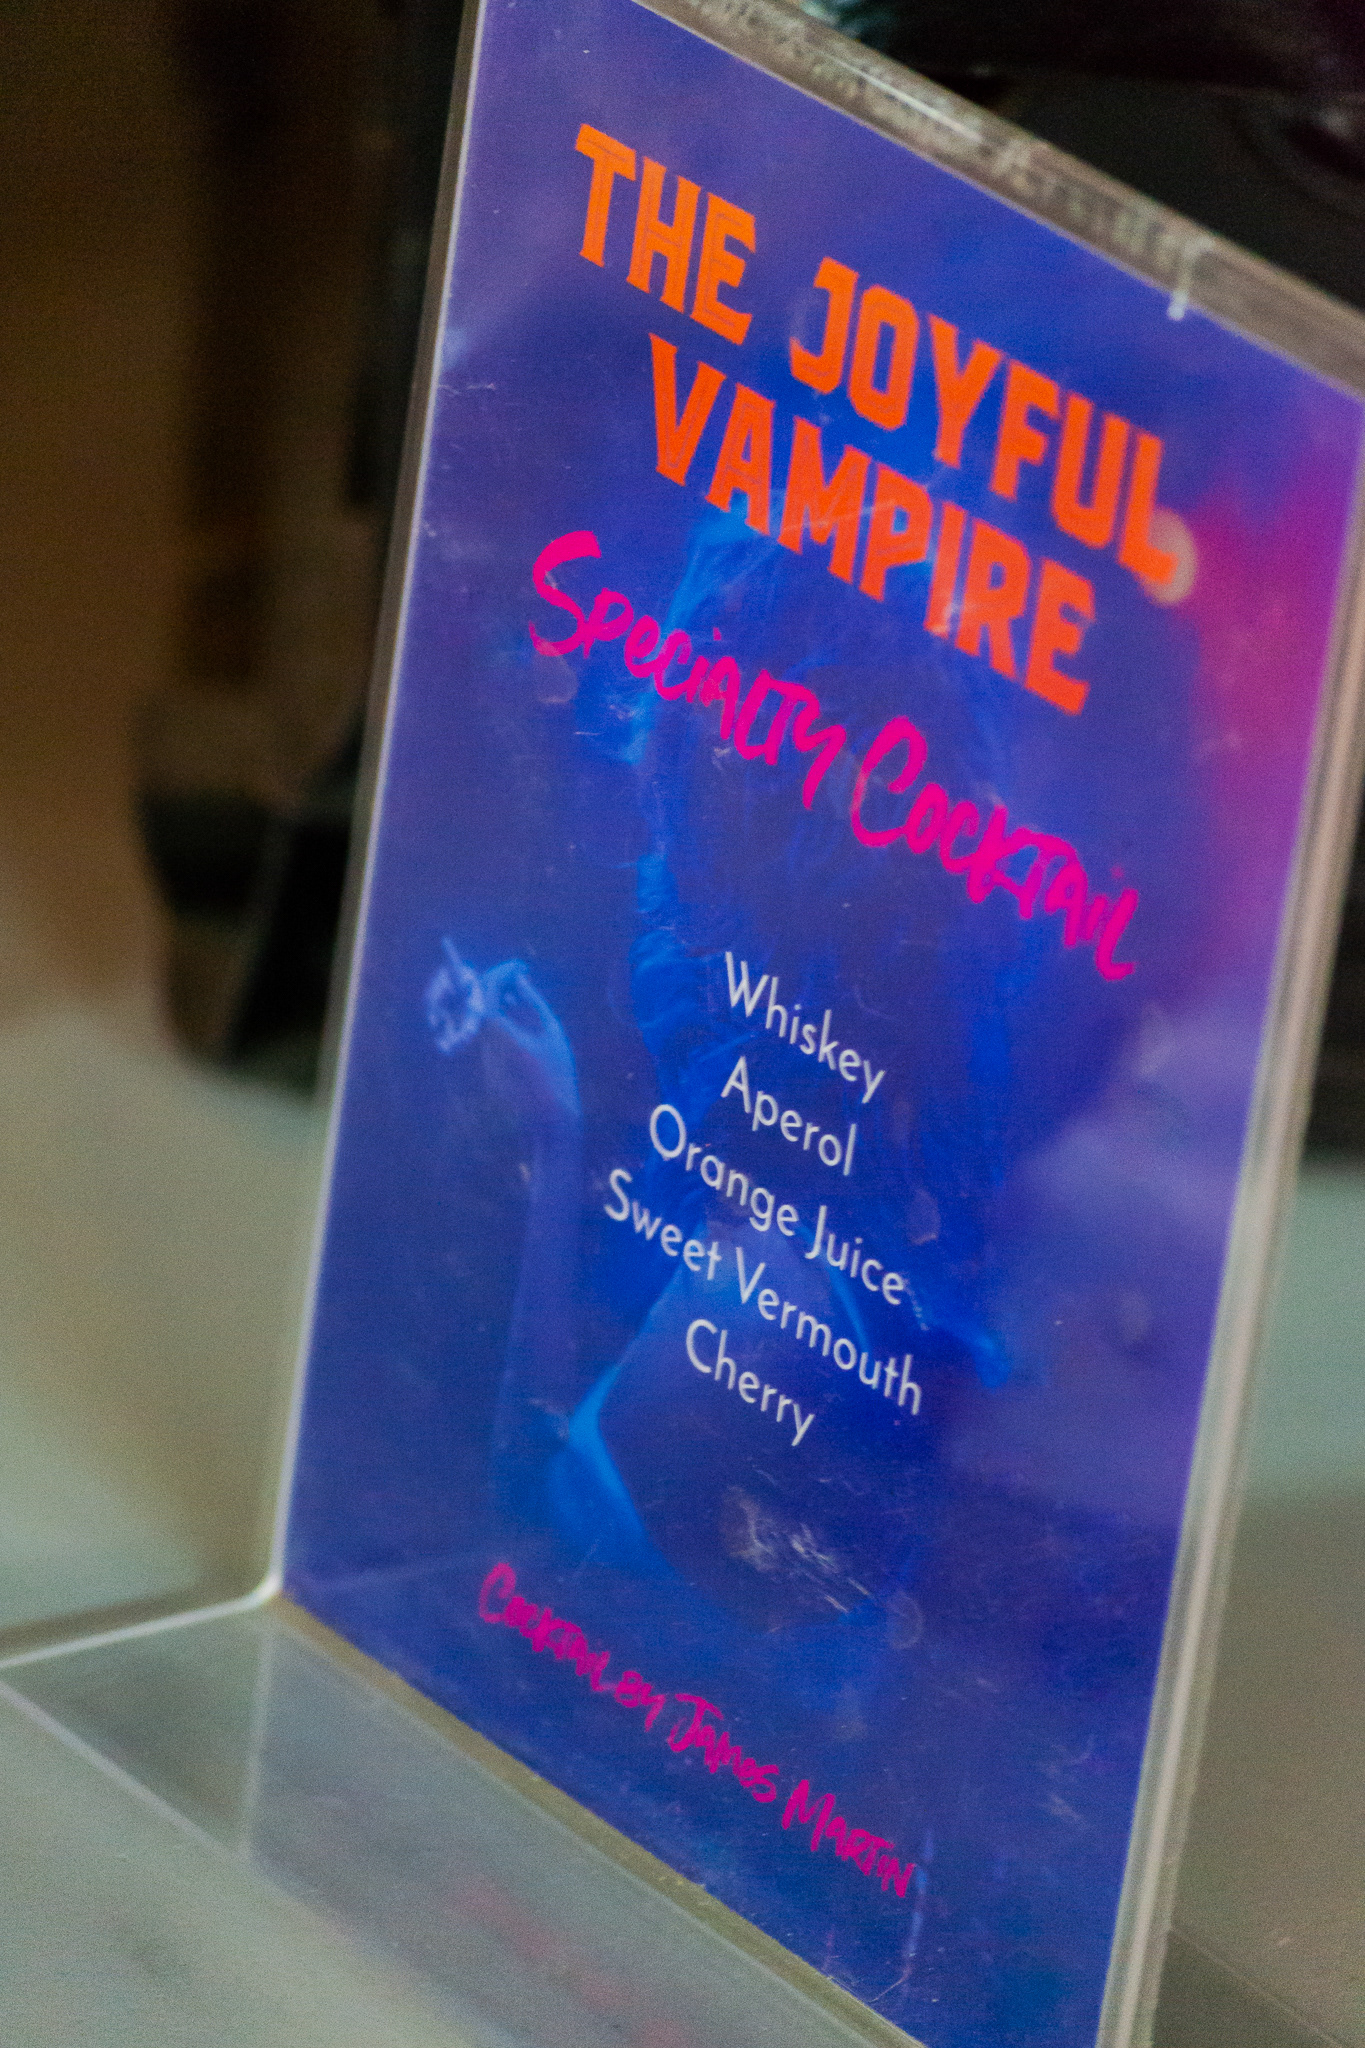 THE JOYFUL
VAMPIRE
Specialty Cocktail
Whiskey
Aperol
Orange Juice
Sweet Vermouth
Cherry
Cocktail by James Martin